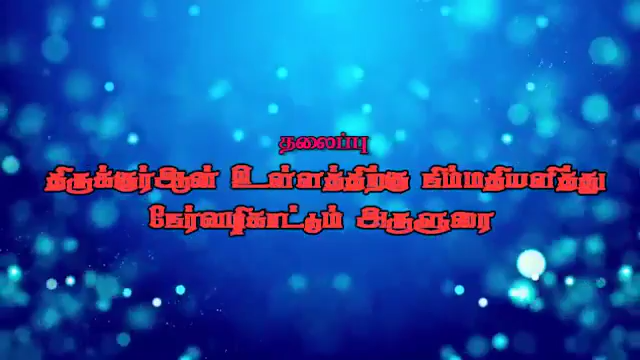 தலைப்பு
திருக்குர்ஆன் உள்ளத்திற்கு நிம்மதியளித்து
நேர்வழிகாட்டும் அருளுரை